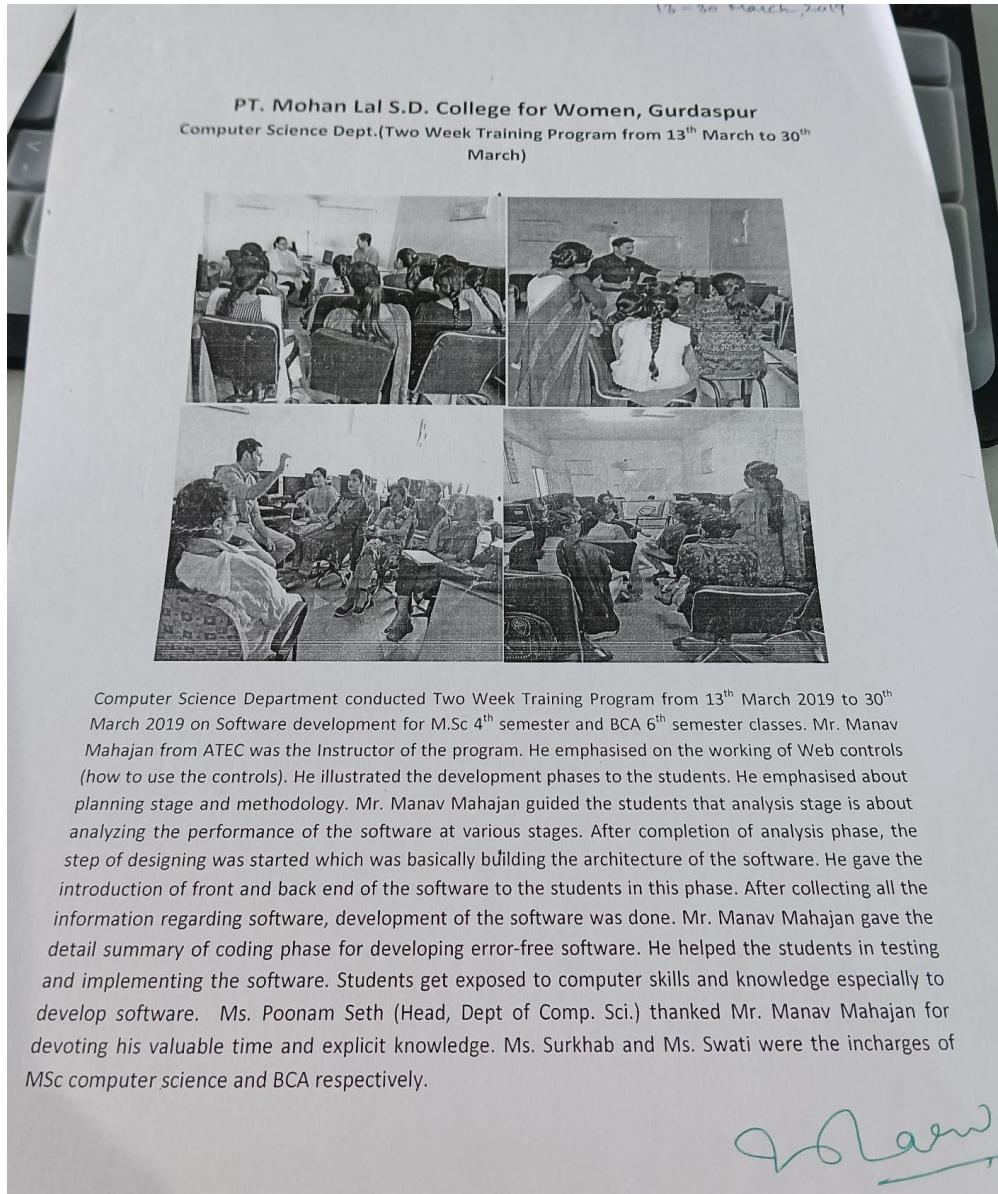 13 - 30 March, 2019
PT. Mohan Lal S.D. College for Women, Gurdaspur
Computer Science Dept.(Two Week Training Program from 13th March to 30th
March)
Computer Science Department conducted Two Week Training Program from 13th March 2019 to 30th
March 2019 on Software development for M.Sc 4th semester and BCA 6th semester classes. Mr. Manav
Mahajan from ATEC was the Instructor of the program. He emphasised on the working of Web controls
(how to use the controls). He illustrated the development phases to the students. He emphasised about
planning stage and methodology. Mr. Manav Mahajan guided the students that analysis stage is about
analyzing the performance of the software at various stages. After completion of analysis phase, the
step of designing was started which was basically building the architecture of the software. He gave the
introduction of front and back end of the software to the students in this phase. After collecting all the
information regarding software, development of the software was done. Mr. Manav Mahajan gave the
detail summary of coding phase for developing error-free software. He helped the students in testing
and implementing the software. Students get exposed to computer skills and knowledge especially to
develop software. Ms. Poonam Seth (Head, Dept of Comp. Sci.) thanked Mr. Manav Mahajan for
devoting his valuable time and explicit knowledge. Ms. Surkhab and Ms. Swati were the incharges of
MSc computer science and BCA respectively.